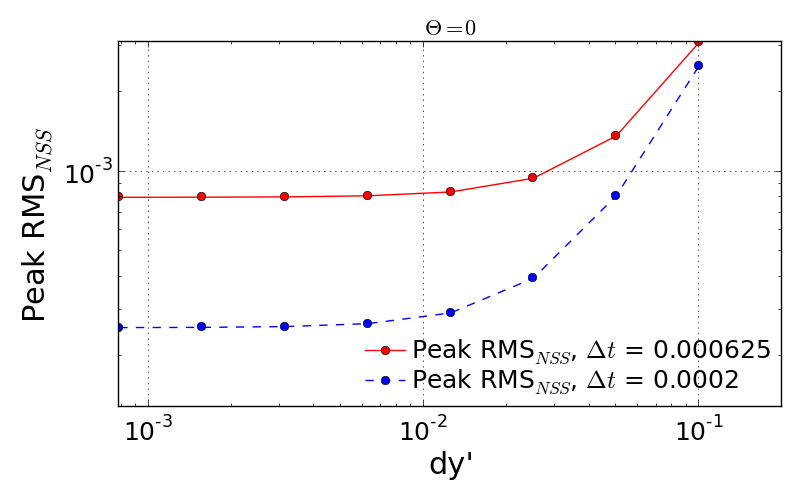 Θ = 0
Peak RMS_NSS
10^-3
Peak RMS_NSS, Δt = 0.000625
Peak RMS_NSS, Δt = 0.0002
10^-3 10^-2 10^-1
dy'